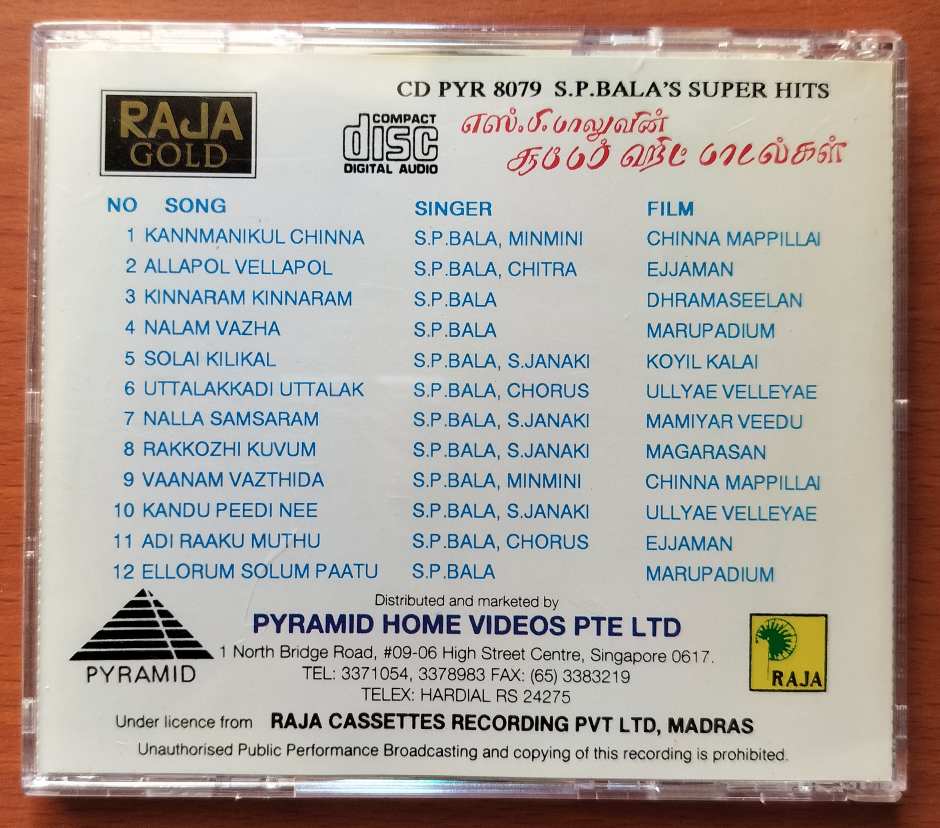 CD PYR 8079 S.P.BALA'S SUPER HITS
RAJA
GOLD
COMPACT
disc
DIGITAL AUDIO
எஸ்.பி.பாலுவின்
சூப்பர் ஹிட் பாடல்கள்
NO SONG SINGER FILM
1 KANNMANIKUL CHINNA S.P.BALA, MINMINI CHINNA MAPPILLAI
2 ALLAPOL VELLAPOL S.P.BALA, CHITRA EJJAMAN
3 KINNARAM KINNARAM S.P.BALA DHRAMASEELAN
4 NALAM VAZHA S.P.BALA MARUPADIUM
5 SOLAI KILIKAL S.P.BALA, S.JANAKI KOYIL KALAI
6 UTTALAKKADI UTTALAK S.P.BALA, CHORUS ULLYAE VELLEYAE
7 NALLA SAMSARAM S.P.BALA, S.JANAKI MAMIYAR VEEDU
8 RAKKOZHI KUVUM S.P.BALA, S.JANAKI MAGARASAN
9 VAANAM VAZTHIDA S.P.BALA, MINMINI CHINNA MAPPILLAI
10 KANDU PEEDI NEE S.P.BALA, S.JANAKI ULLYAE VELLEYAE
11 ADI RAAKU MUTHU S.P.BALA, CHORUS EJJAMAN
12 ELLORUM SOLUM PAATU S.P.BALA MARUPADIUM
Distributed and marketed by
PYRAMID HOME VIDEOS PTE LTD
1 North Bridge Road, #09-06 High Street Centre, Singapore 0617.
TEL: 3371054, 3378983 FAX: (65) 3383219
TELEX: HARDIAL RS 24275
PYRAMID
RAJA
Under licence from RAJA CASSETTES RECORDING PVT LTD, MADRAS
Unauthorised Public Performance Broadcasting and copying of this recording is prohibited.